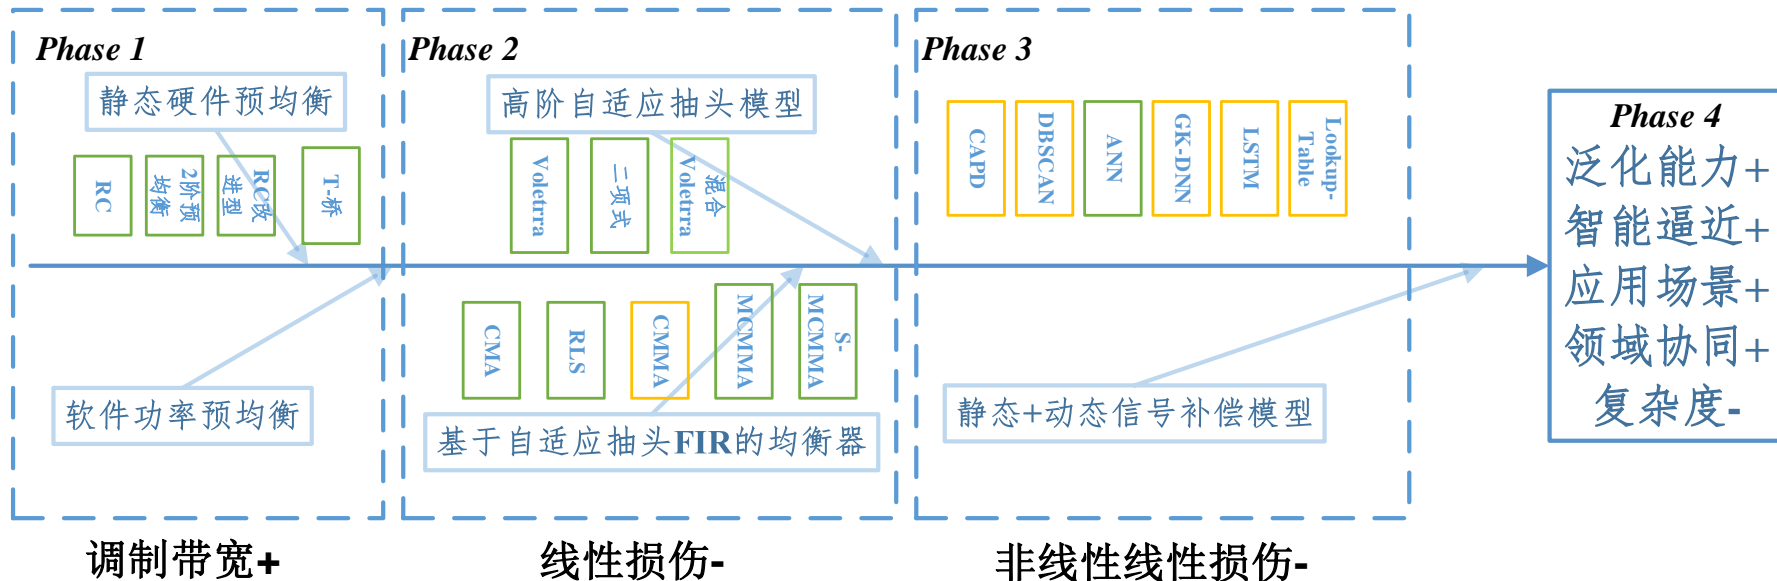 Phase 1
静态硬件预均衡
RC
2阶预
均衡
RC改
进型
T-桥
软件功率预均衡
调制带宽+
Phase 2
高阶自适应抽头模型
Voletrra
二项式
混合
Voletrra
CMA
RLS
CMMA
MCMMA
S-
MCMMA
基于自适应抽头FIR的均衡器
线性损伤-
Phase 3
CAPD
DBSCAN
ANN
GK-DNN
LSTM
Lookup-
Table
静态+动态信号补偿模型
非线性线性损伤-
Phase 4
泛化能力+
智能逼近+
应用场景+
领域协同+
复杂度-